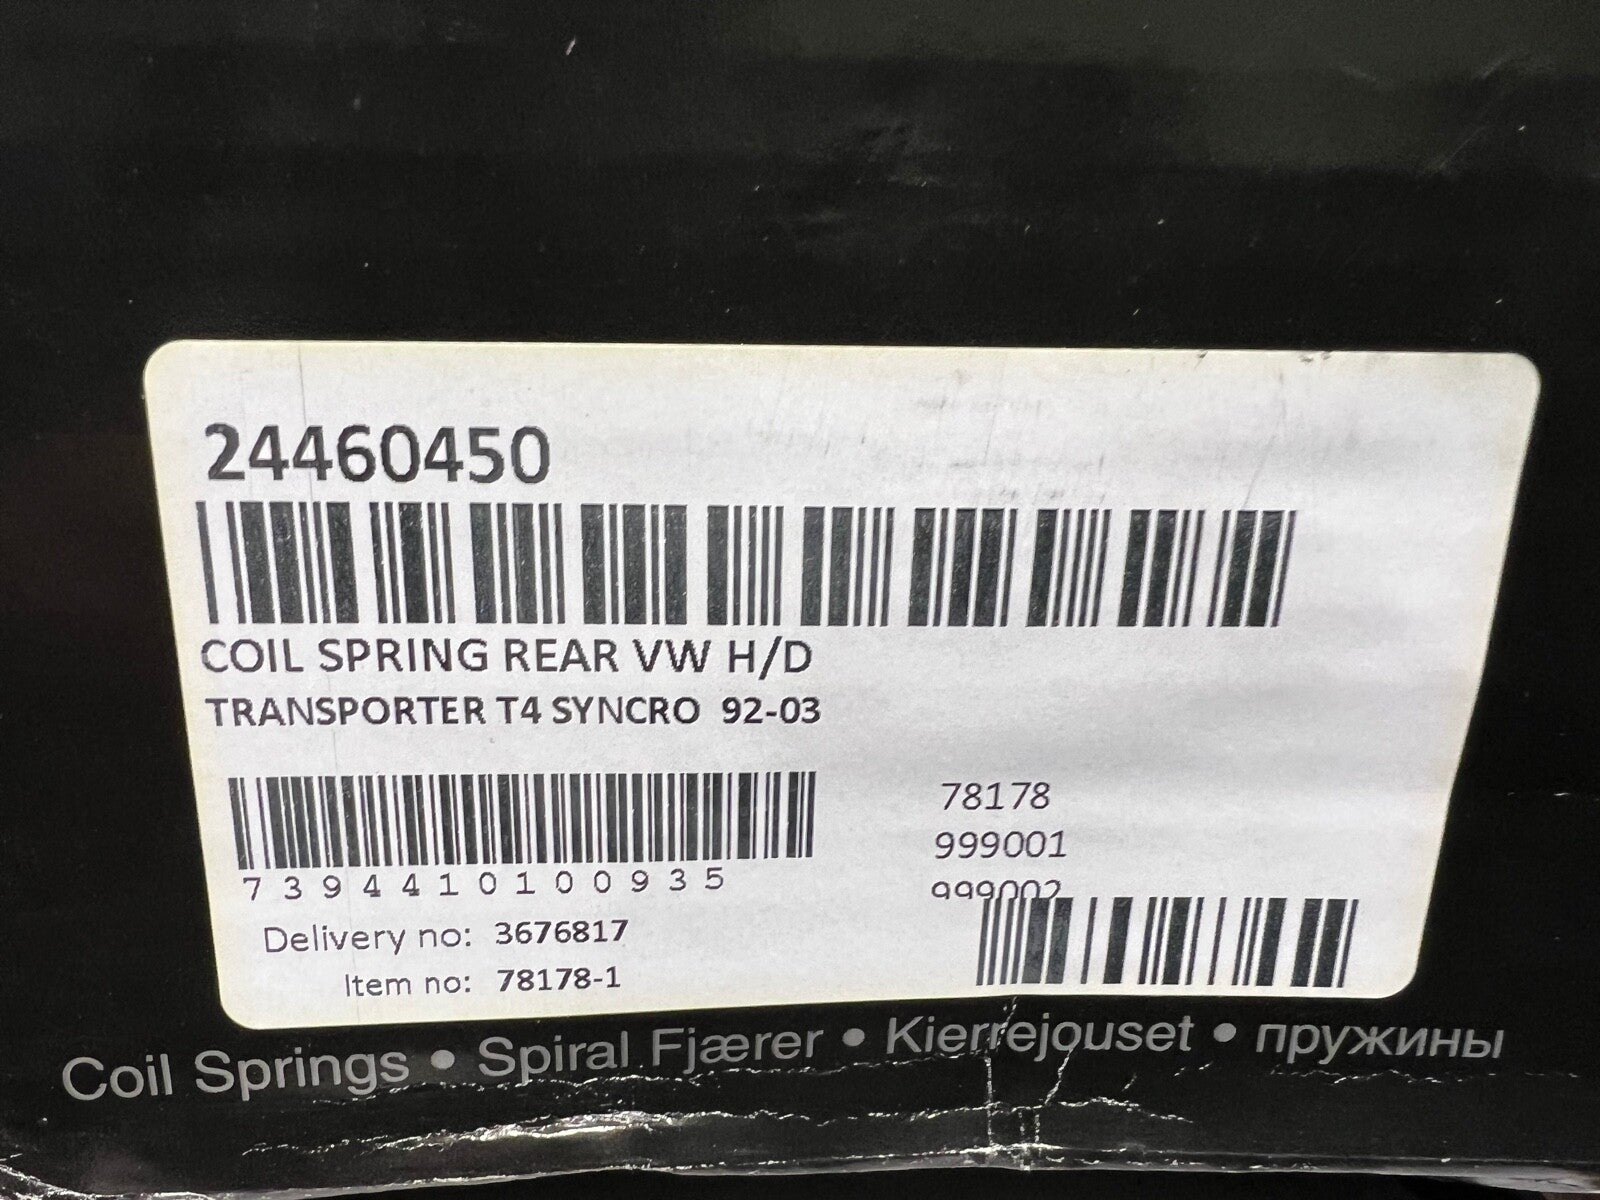 24460450
COIL SPRING REAR VW H/D
TRANSPORTER T4 SYNCRO 92-03
7394410100935
78178
999001
999002
Delivery no: 3676817
Item no: 78178-1
Coil Springs • Spiral Fjærer • Kierrejouset • пружины